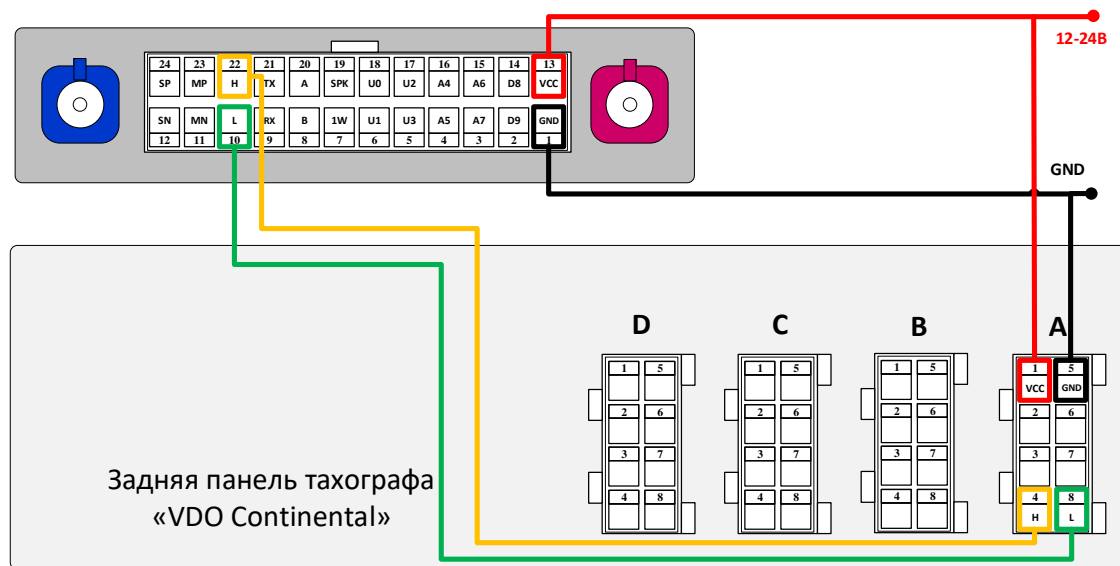 12-24В
24 23 22 21 20 19 18 17 16 15 14 13
SP MP H TX A SPK U0 U2 A4 A6 D8 VCC
SN MN L RX B 1W U1 U3 A5 A7 D9 GND
12 11 10 9 8 7 6 5 4 3 2 1
GND
D C B A
1 5 1 5 1 5 1 5
VCC GND
2 6 2 6 2 6 2 6
3 7 3 7 3 7 3 7
4 8 4 8 4 8 4 8
H L
Задняя панель тахографа
«VDO Continental»